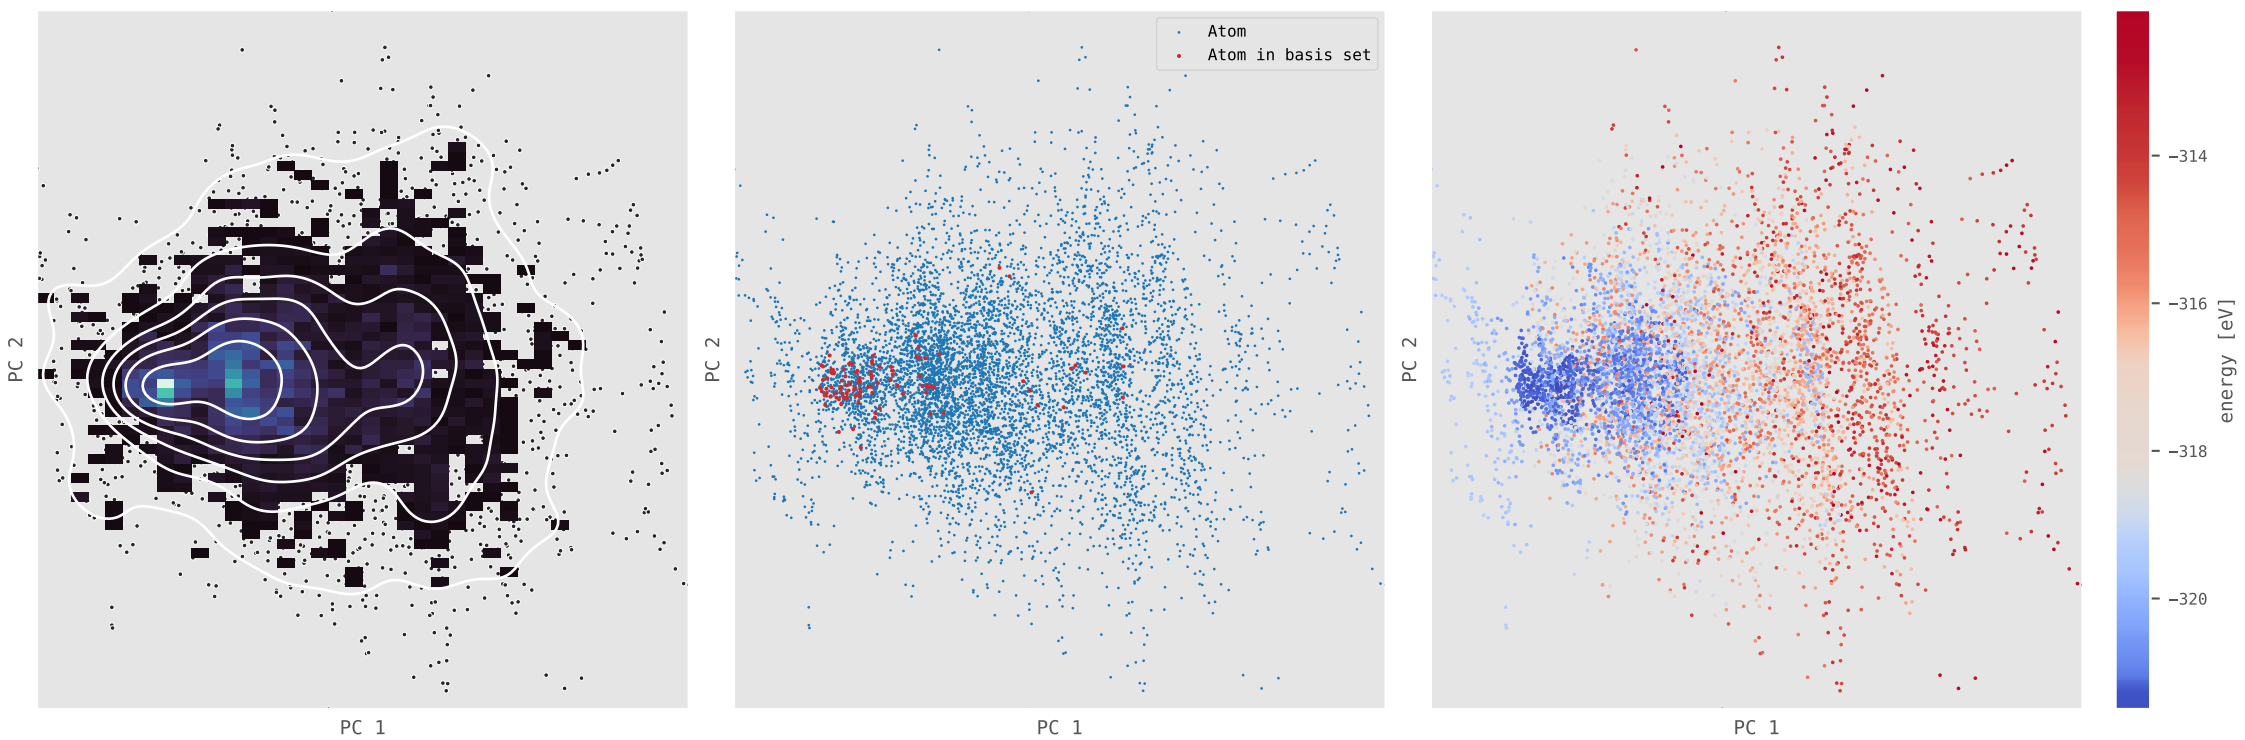 PC 2
PC 1
PC 2
Atom
Atom in basis set
PC 1
PC 2
PC 1
−314
−316
−318
−320
energy [eV]